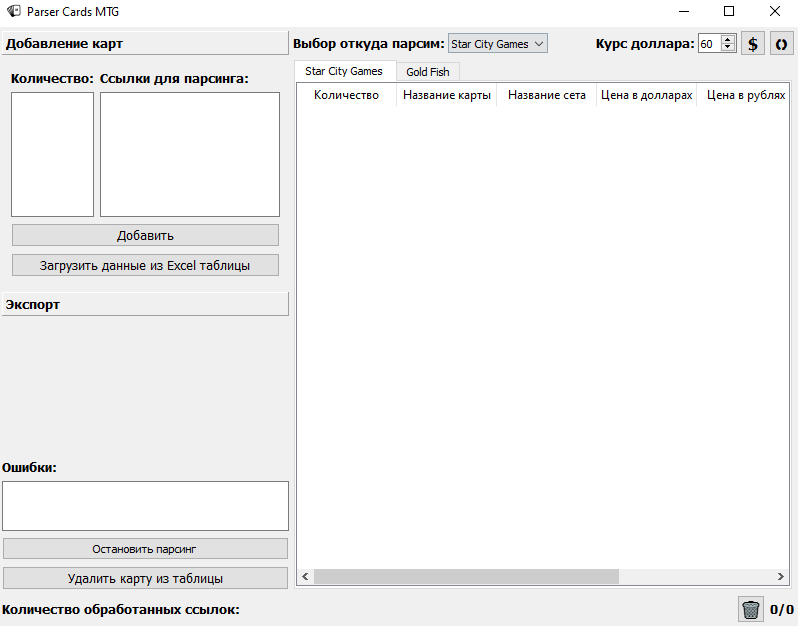 Parser Cards MTG
Добавление карт
Выбор откуда парсим: Star City Games
Курс доллара: 60 $
Количество: Ссылки для парсинга:
Star City Games Gold Fish
Количество Название карты Название сета Цена в долларах Цена в рублях
Добавить
Загрузить данные из Excel таблицы
Экспорт
Ошибки:
Остановить парсинг
Удалить карту из таблицы
Количество обработанных ссылок: 0/0